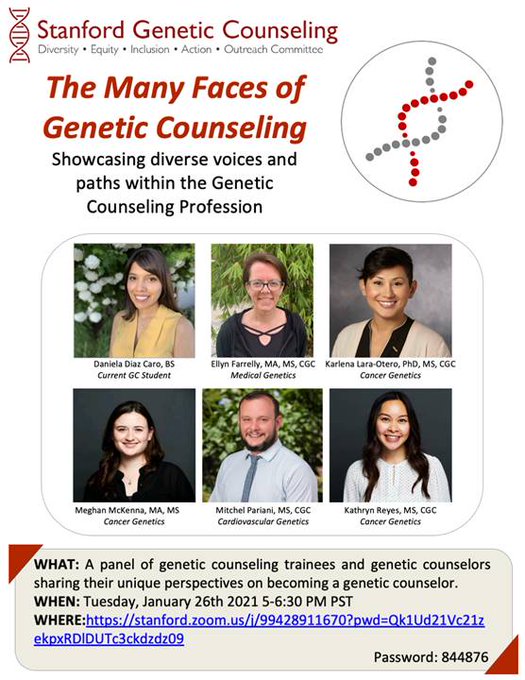 Stanford Genetic Counseling
Diversity • Equity • Inclusion • Action • Outreach Committee
The Many Faces of
Genetic Counseling
Showcasing diverse voices and
paths within the Genetic
Counseling Profession
Daniela Diaz Caro, BS
Current GC Student
Ellyn Farrelly, MA, MS, CGC
Medical Genetics
Karlena Lara-Otero, PhD, MS, CGC
Cancer Genetics
Meghan McKenna, MA, MS
Cancer Genetics
Mitchel Pariani, MS, CGC
Cardiovascular Genetics
Kathryn Reyes, MS, CGC
Cancer Genetics
WHAT: A panel of genetic counseling trainees and genetic counselors
sharing their unique perspectives on becoming a genetic counselor.
WHEN: Tuesday, January 26th 2021 5-6:30 PM PST
WHERE:https://stanford.zoom.us/j/99428911670?pwd=Qk1Ud21Vc21z
ekpxRDlDUTc3ckdzdz09
Password: 844876